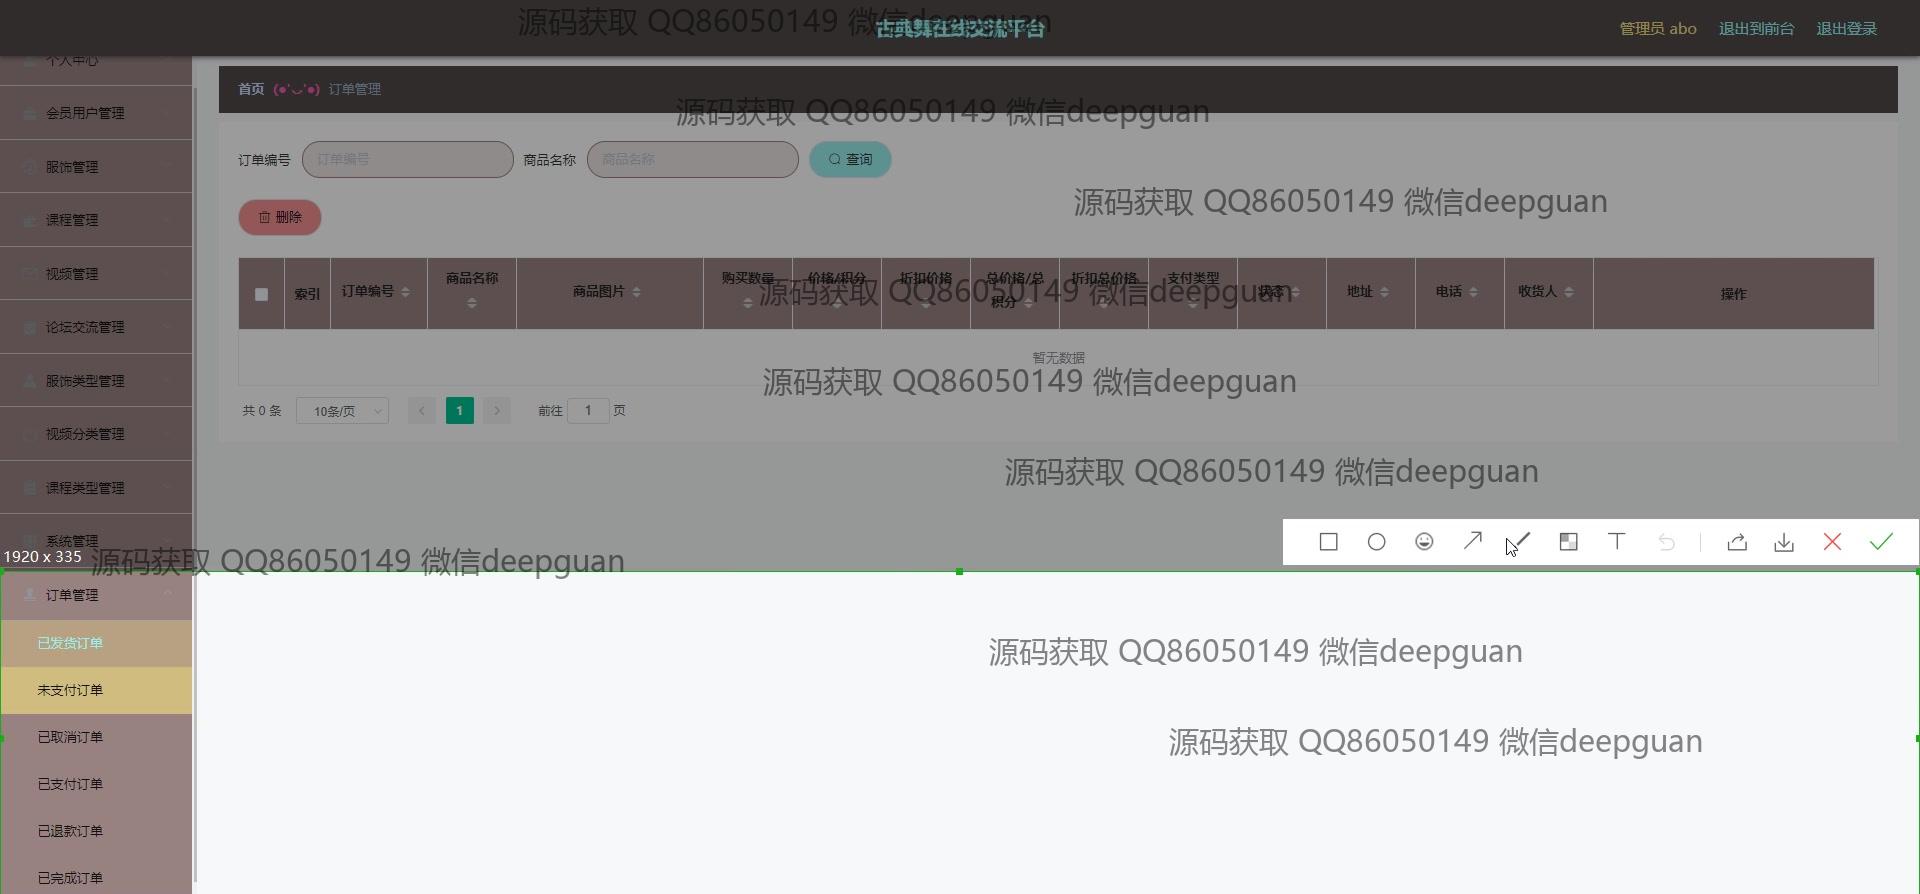 古典舞在线交流平台
管理员 abo
退出到前台
退出登录
源码获取 QQ86050149 微信deepguan
个人中心
会员用户管理
服饰管理
课程管理
视频管理
论坛交流管理
服饰类型管理
视频分类管理
课程类型管理
系统管理
首页 (●'◡'●) 订单管理
源码获取 QQ86050149 微信deepguan
订单编号 订单编号 商品名称 商品名称 查询
源码获取 QQ86050149 微信deepguan
删除
索引 订单编号 商品名称 商品图片 购买数量 价格/积分 折扣价格 总价格/总积分 折扣总价格 支付类型 状态 地址 电话 收货人 操作
源码获取 QQ86050149 微信deepguan
暂无数据
源码获取 QQ86050149 微信deepguan
共 0 条 10条/页 1 前往 1 页
源码获取 QQ86050149 微信deepguan
1920 x 335
源码获取 QQ86050149 微信deepguan
订单管理
已发货订单
未支付订单
已取消订单
已支付订单
已退款订单
已完成订单
源码获取 QQ86050149 微信deepguan
源码获取 QQ86050149 微信deepguan